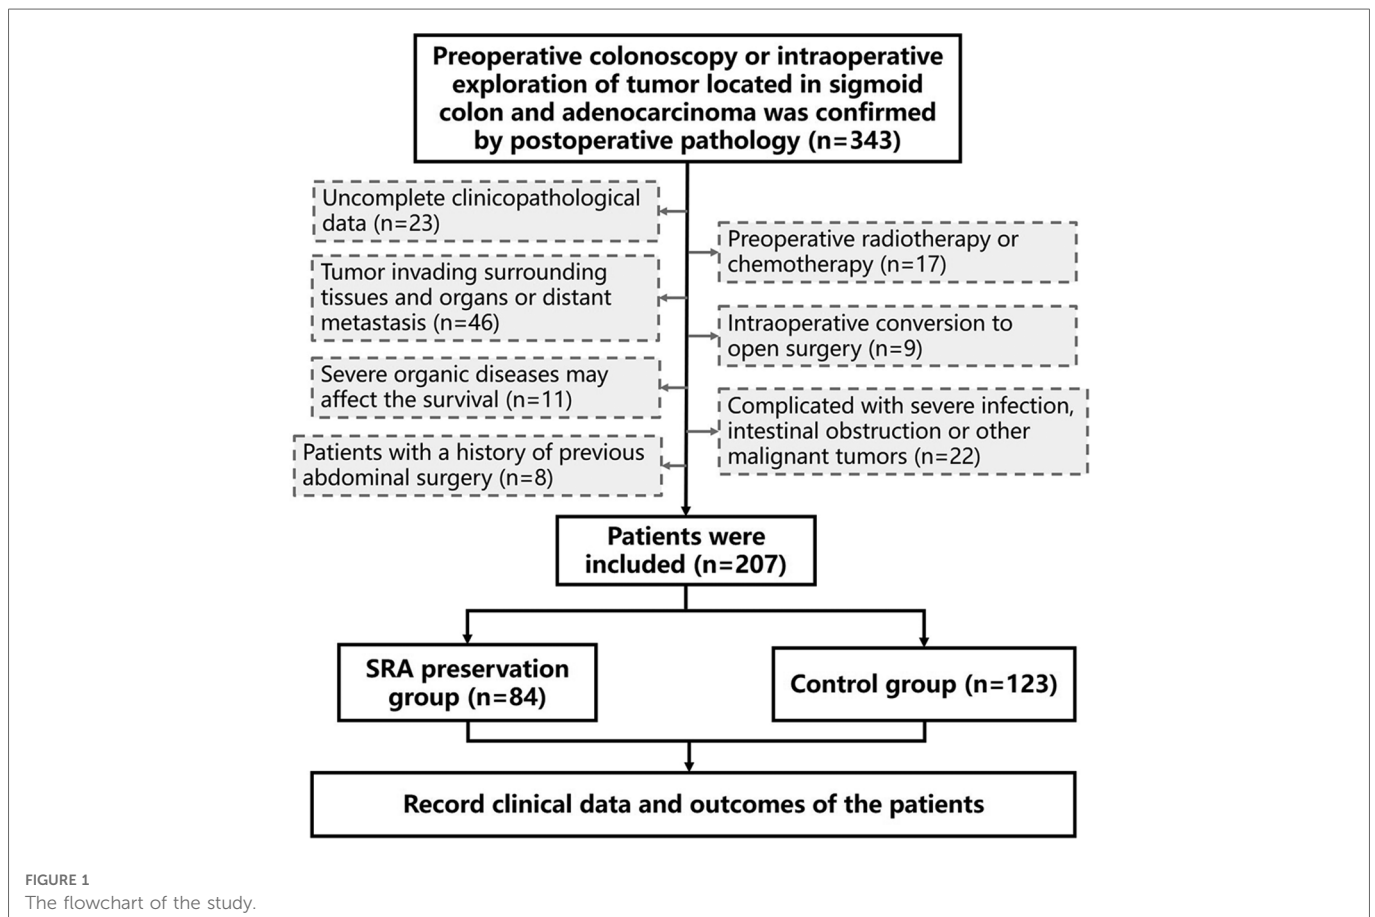 Preoperative colonoscopy or intraoperative
exploration of tumor located in sigmoid
colon and adenocarcinoma was confirmed
by postoperative pathology (n=343)
Uncomplete clinicopathological
data (n=23)
Preoperative radiotherapy or
chemotherapy (n=17)
Tumor invading surrounding
tissues and organs or distant
metastasis (n=46)
Intraoperative conversion to
open surgery (n=9)
Severe organic diseases may
affect the survival (n=11)
Complicated with severe infection,
intestinal obstruction or other
malignant tumors (n=22)
Patients with a history of previous
abdominal surgery (n=8)
Patients were
included (n=207)
SRA preservation
group (n=84)
Control group (n=123)
Record clinical data and outcomes of the patients
FIGURE 1
The flowchart of the study.